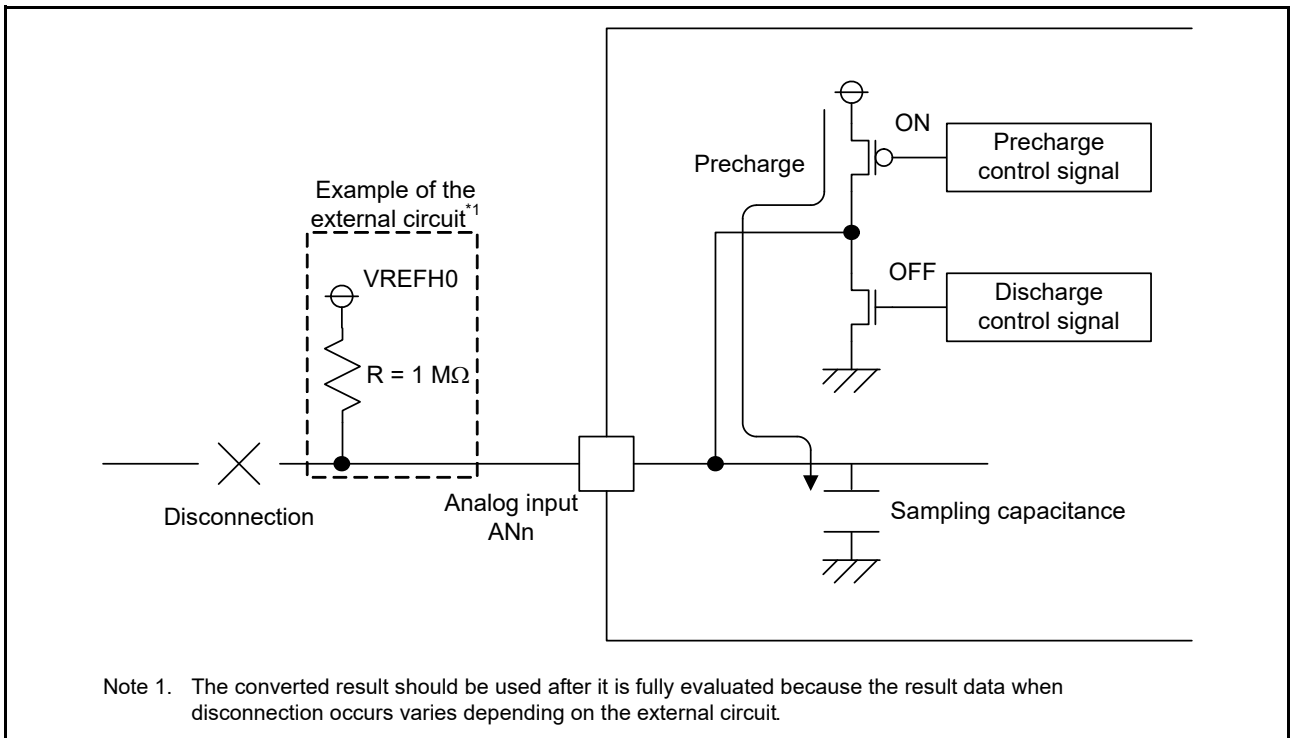 ON
Precharge
control signal
Precharge
Example of the
external circuit*1
VREFH0
OFF
Discharge
control signal
R = 1 MΩ
Analog input
ANn
Disconnection
Sampling capacitance
Note 1. The converted result should be used after it is fully evaluated because the result data when
disconnection occurs varies depending on the external circuit.